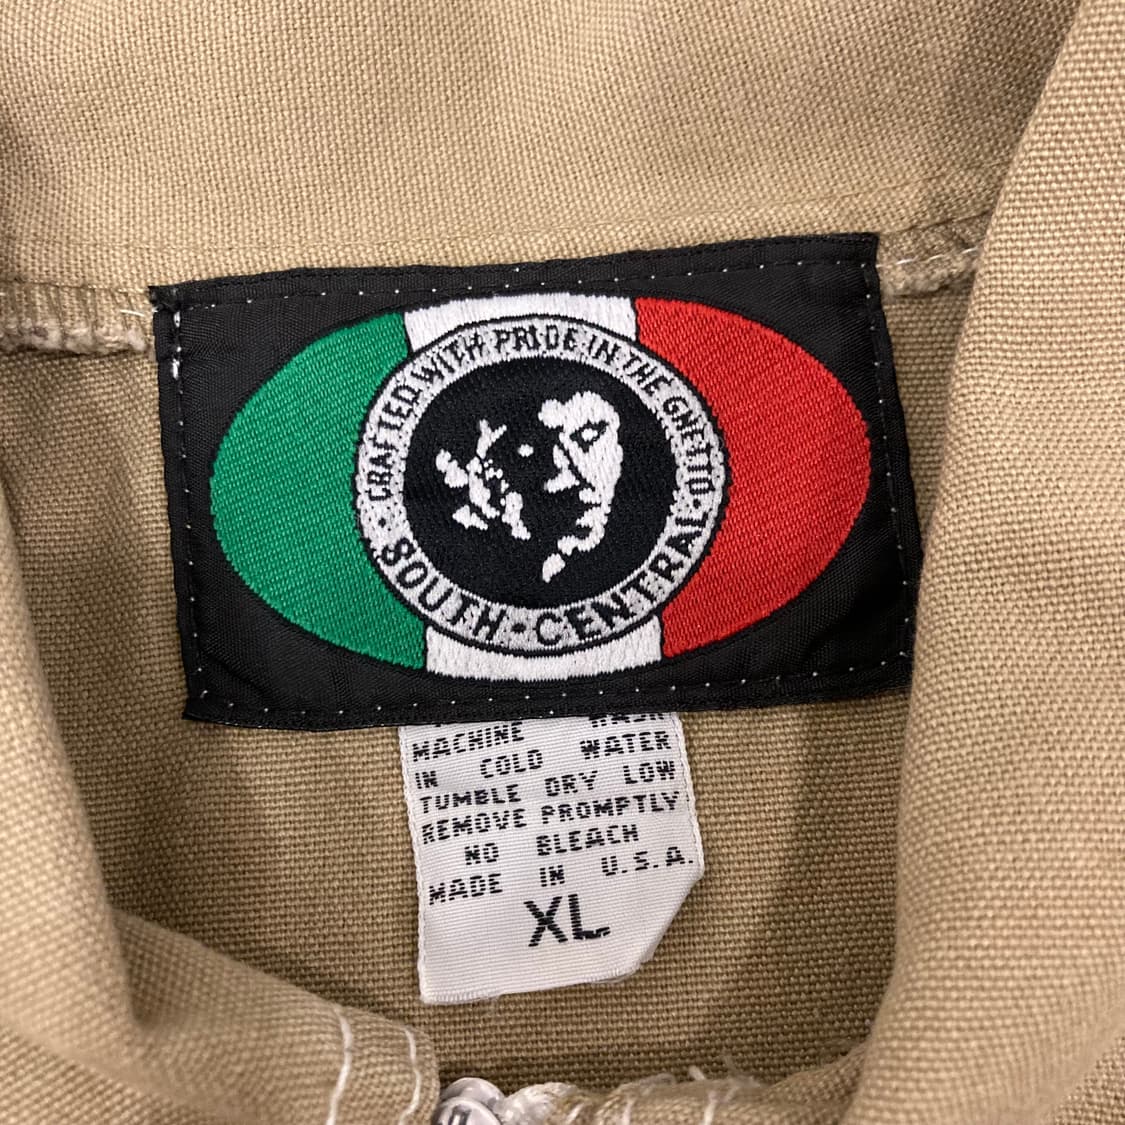 CRAFTED WITH PRIDE IN THE GHETTO
SOUTH-CENTRAL
MACHINE WASH
IN COLD WATER
TUMBLE DRY LOW
REMOVE PROMPTLY
NO BLEACH
MADE IN U.S.A.
XL